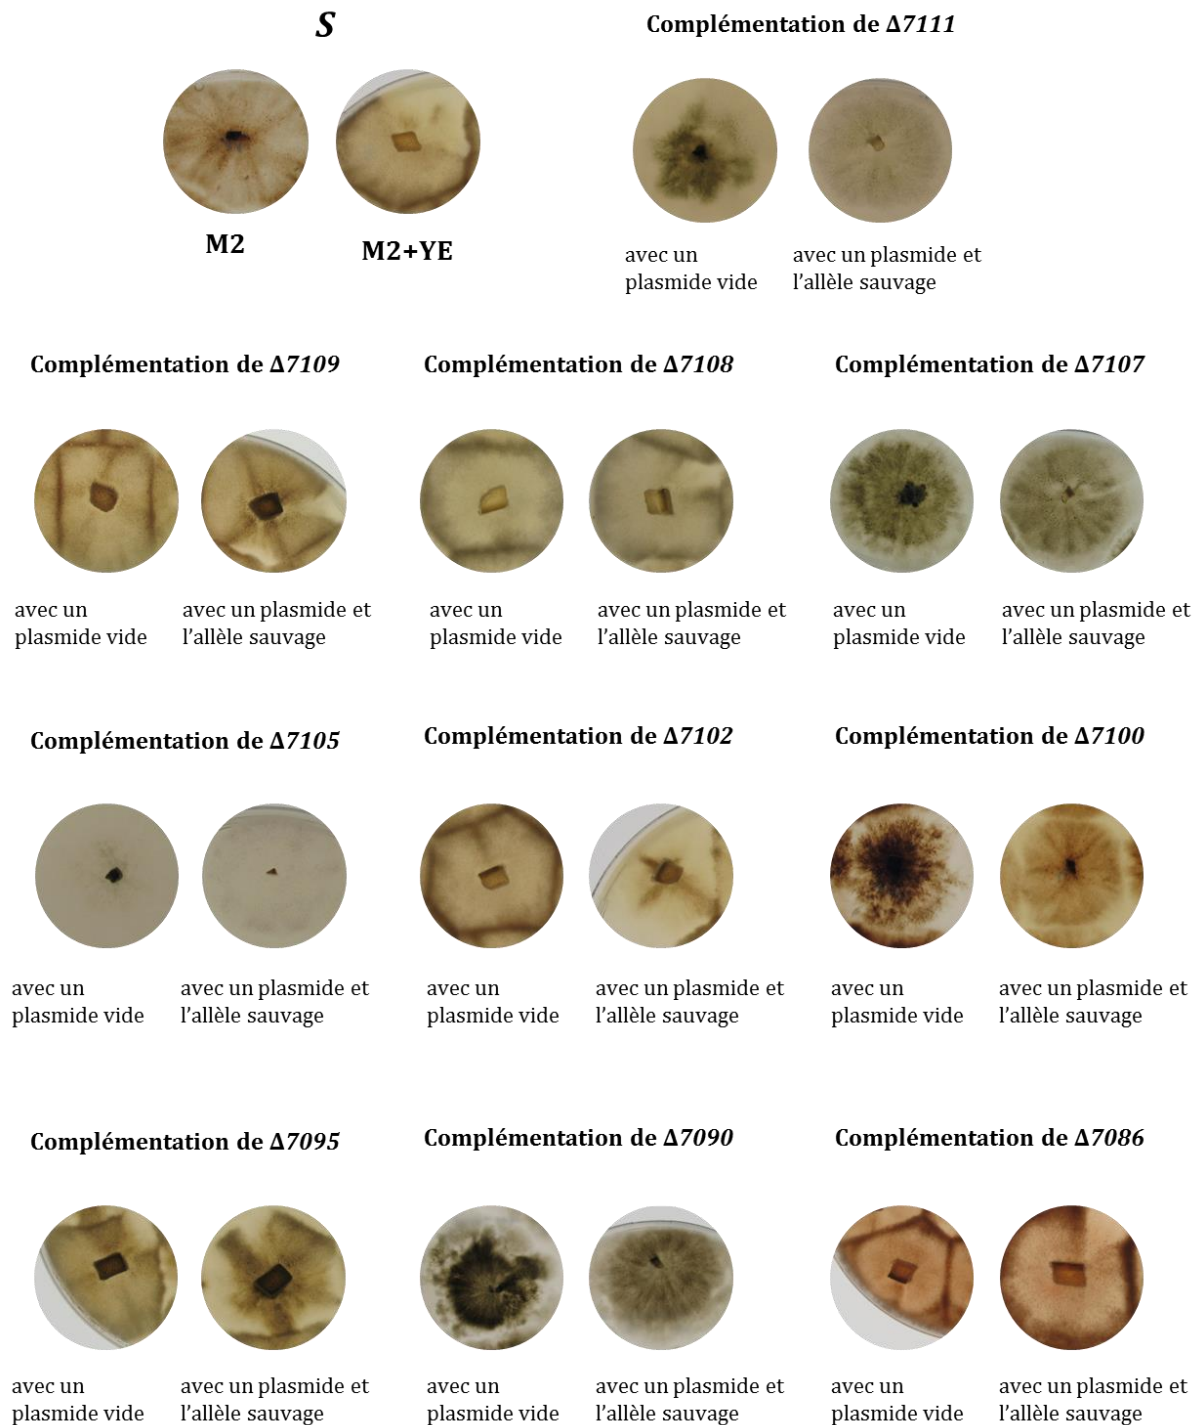 S
Complémentation de Δ7111
M2
M2+YE
avec un
plasmide vide
avec un plasmide et
l'allèle sauvage
Complémentation de Δ7109
Complémentation de Δ7108
Complémentation de Δ7107
avec un
plasmide vide
avec un plasmide et
l'allèle sauvage
avec un
plasmide vide
avec un plasmide et
l'allèle sauvage
avec un
plasmide vide
avec un plasmide et
l'allèle sauvage
Complémentation de Δ7105
Complémentation de Δ7102
Complémentation de Δ7100
avec un
plasmide vide
avec un plasmide et
l'allèle sauvage
avec un
plasmide vide
avec un plasmide et
l'allèle sauvage
avec un
plasmide vide
avec un plasmide et
l'allèle sauvage
Complémentation de Δ7095
Complémentation de Δ7090
Complémentation de Δ7086
avec un
plasmide vide
avec un plasmide et
l'allèle sauvage
avec un
plasmide vide
avec un plasmide et
l'allèle sauvage
avec un
plasmide vide
avec un plasmide et
l'allèle sauvage